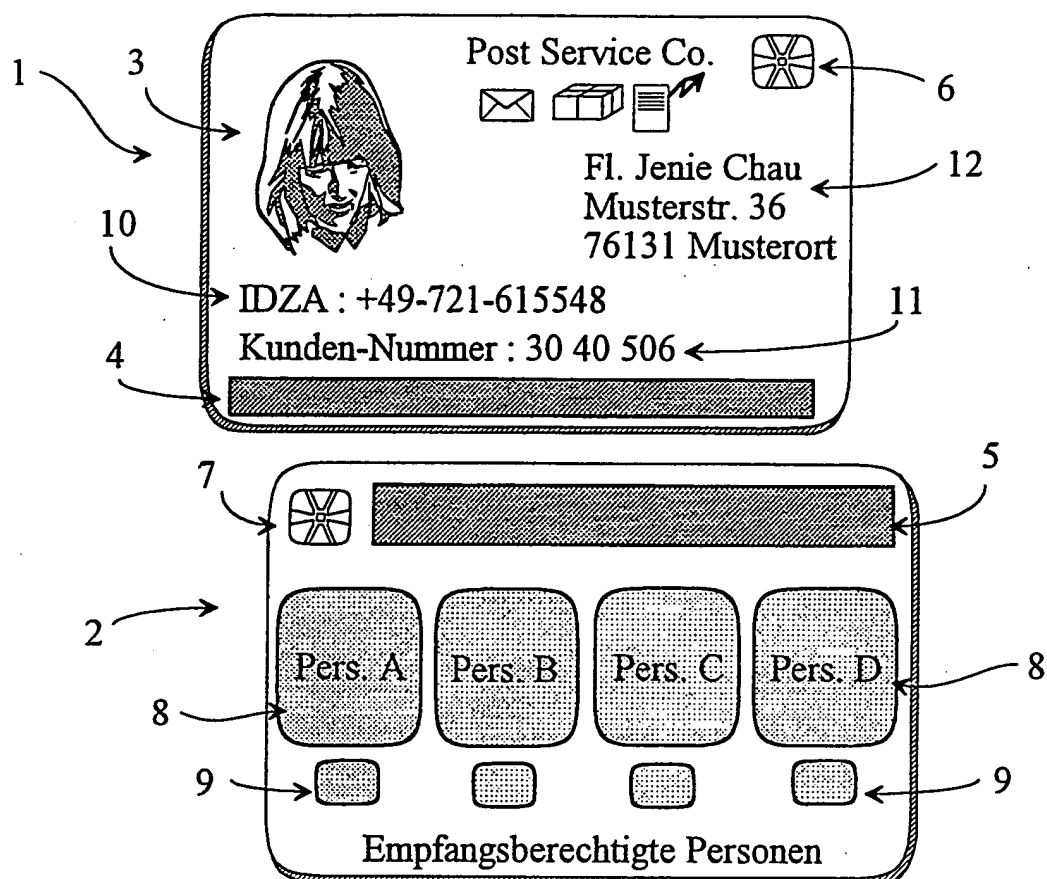 1
3
Post Service Co.
6
Fl. Jenie Chau
12
Musterstr. 36
76131 Musterort
10
IDZA : +49-721-615548
11
Kunden-Nummer : 30 40 506
4
7
5
2
Pers. A
Pers. B
Pers. C
Pers. D
8
8
9
9
Empfangsberechtigte Personen